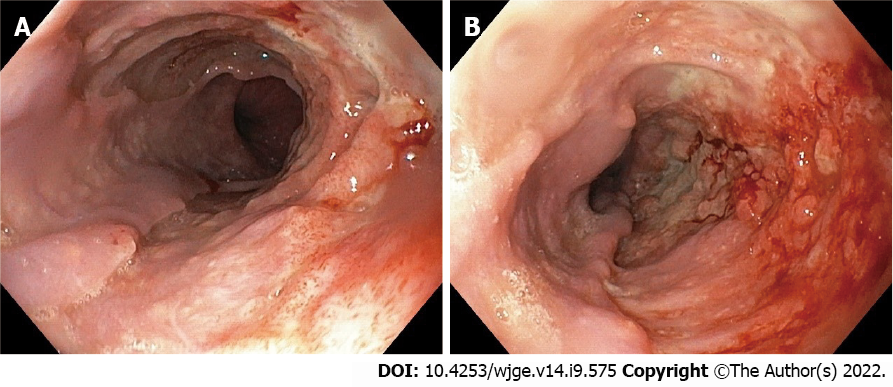 A
B
DOI: 10.4253/wjge.v14.i9.575 Copyright ©The Author(s) 2022.